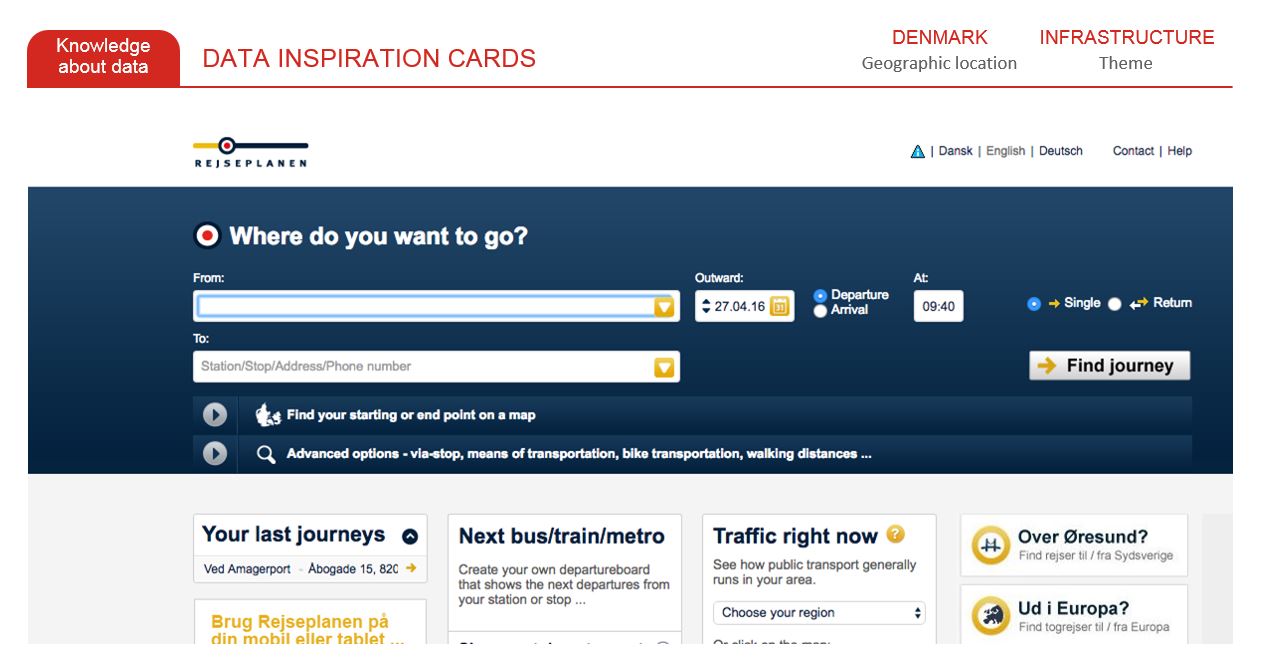 Knowledge
about data
DATA INSPIRATION CARDS
DENMARK
Geographic location
INFRASTRUCTURE
Theme
REJSEPLANEN
| Dansk | English | Deutsch
Contact | Help
Where do you want to go?
From:
Outward:
At:
27.04.16
31
Departure
Arrival
09:40
Single
Return
To:
Station/Stop/Address/Phone number
Find journey
Find your starting or end point on a map
Advanced options - via-stop, means of transportation, bike transportation, walking distances ...
Your last journeys
Ved Amagerport - Åbogade 15, 820
Brug Rejseplanen på
din mobil eller tablet ...
Next bus/train/metro
Create your own departureboard
that shows the next departures from
your station or stop ...
Traffic right now ?
See how public transport generally
runs in your area.
Choose your region
Or click on the map:
Over Øresund?
Find rejser til / fra Sydsverige
Ud i Europa?
Find togrejser til / fra Europa